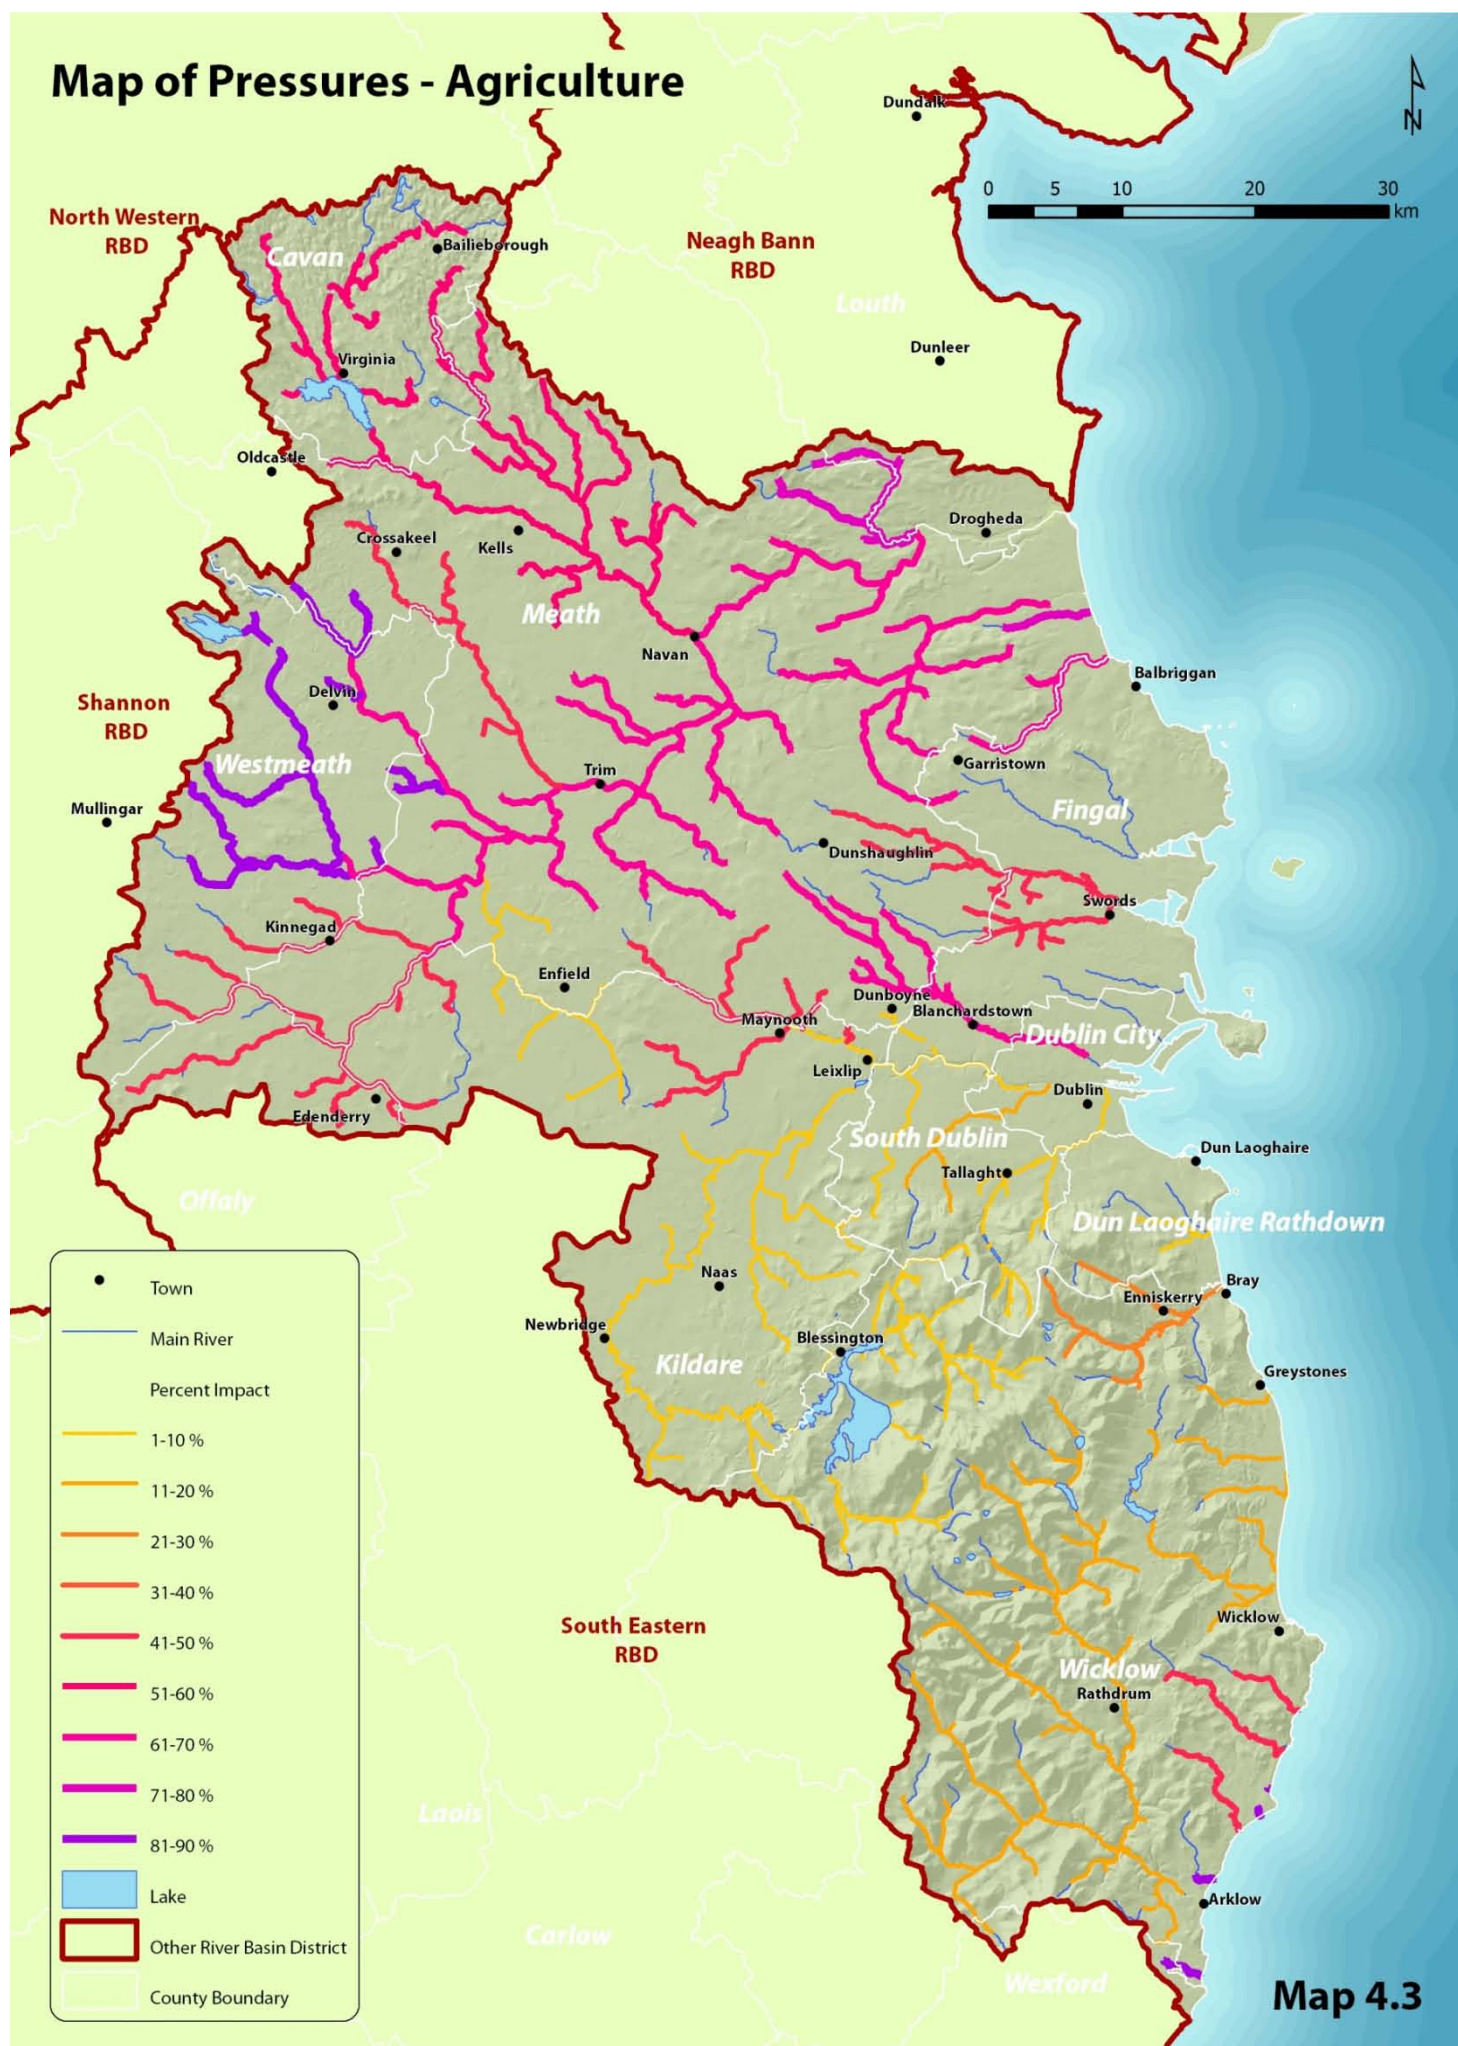 Map of Pressures - Agriculture
N
Dundalk
0 5 10 20 30
km
North Western
RBD
Neagh Bann
RBD
Cavan
Bailieborough
Louth
Dunleer
Virginia
Oldcastle
Drogheda
Crossakeel
Kells
Meath
Navan
Balbriggan
Shannon
RBD
Delvin
Westmeath
Garristown
Trim
Mullingar
Fingal
Dunshaughlin
Swords
Kinnegad
Enfield
Dunboyne
Blanchardstown
Maynooth
Dublin City
Leixlip
Dublin
Edenderry
South Dublin
Dun Laoghaire
Tallaght
Offaly
Dun Laoghaire Rathdown
Naas
Bray
Enniskerry
Newbridge
Blessington
Kildare
Greystones
Wicklow
South Eastern
RBD
Wicklow
Rathdrum
Laois
Arklow
Carlow
Wexford
Town
Main River
Percent Impact
1-10 %
11-20 %
21-30 %
31-40 %
41-50 %
51-60 %
61-70 %
71-80 %
81-90 %
Lake
Other River Basin District
County Boundary
Map 4.3